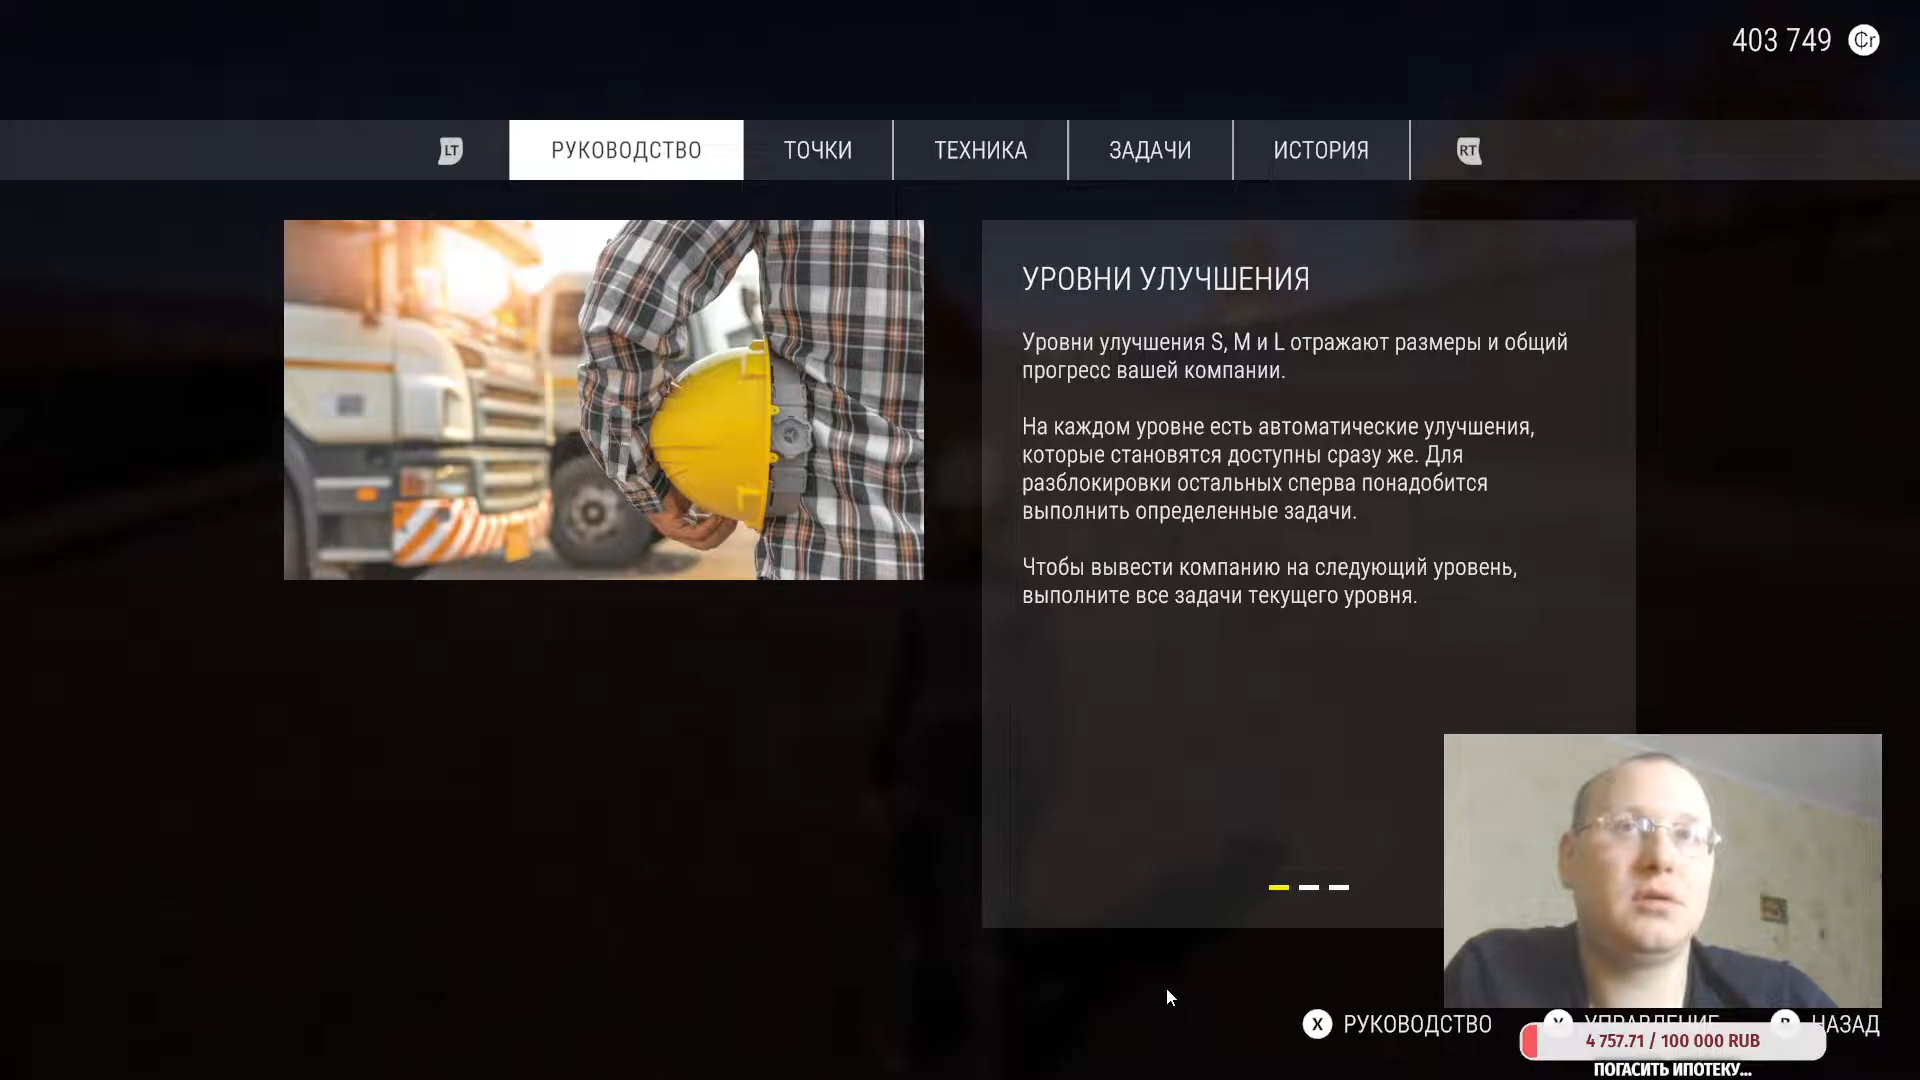 403 749 ₢r
LT
РУКОВОДСТВО
ТОЧКИ
ТЕХНИКА
ЗАДАЧИ
ИСТОРИЯ
RT
УРОВНИ УЛУЧШЕНИЯ
Уровни улучшения S, M и L отражают размеры и общий
прогресс вашей компании.
На каждом уровне есть автоматические улучшения,
которые становятся доступны сразу же. Для
разблокировки остальных сперва понадобится
выполнить определенные задачи.
Чтобы вывести компанию на следующий уровень,
выполните все задачи текущего уровня.
X РУКОВОДСТВО
Y УПРАВЛЕНИЕ
B НАЗАД
4 757.71 / 100 000 RUB
ПОГАСИТЬ ИПОТЕКУ...